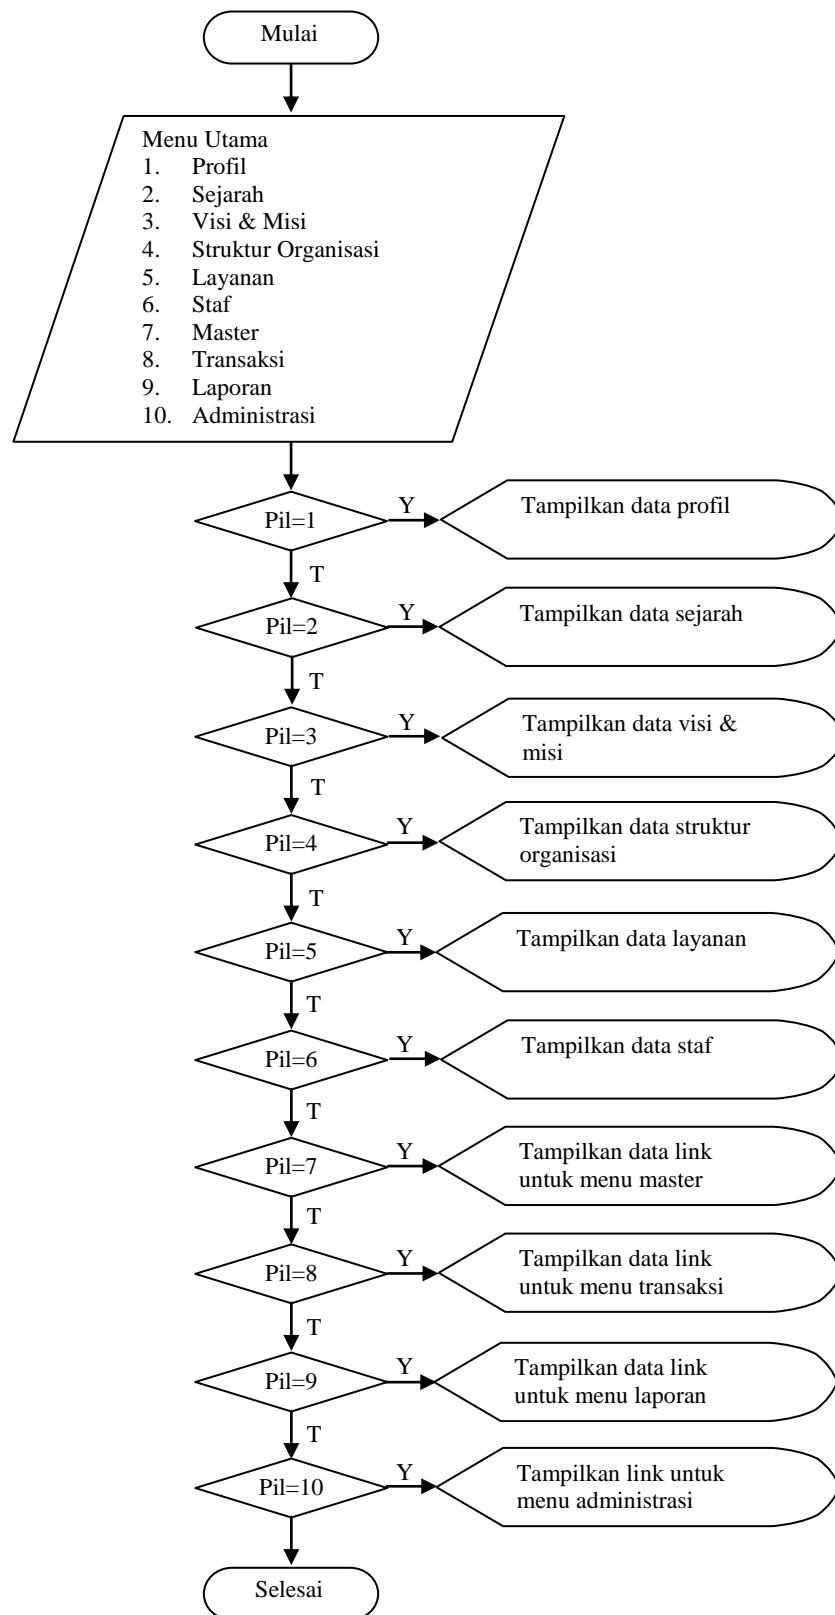 Mulai
Menu Utama
1. Profil
2. Sejarah
3. Visi & Misi
4. Struktur Organisasi
5. Layanan
6. Staf
7. Master
8. Transaksi
9. Laporan
10. Administrasi
Pil=1
Y
Tampilkan data profil
T
Pil=2
Y
Tampilkan data sejarah
T
Pil=3
Y
Tampilkan data visi &
misi
T
Pil=4
Y
Tampilkan data struktur
organisasi
T
Pil=5
Y
Tampilkan data layanan
T
Pil=6
Y
Tampilkan data staf
T
Pil=7
Y
Tampilkan data link
untuk menu master
T
Pil=8
Y
Tampilkan data link
untuk menu transaksi
T
Pil=9
Y
Tampilkan data link
untuk menu laporan
T
Pil=10
Y
Tampilkan link untuk
menu administrasi
Selesai